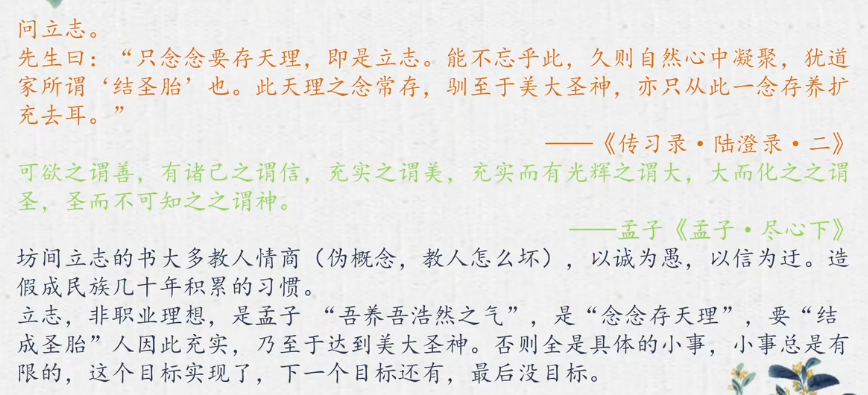 问立志。
先生曰：“只念念要存天理，即是立志。能不忘乎此，久则自然心中凝聚，犹道
家所谓‘结圣胎’也。此天理之念常存，驯至于美大圣神，亦只从此一念存养扩
充去耳。”
——《传习录·陆澄录·二》
可欲之谓善，有诸己之谓信，充实之谓美，充实而有光辉之谓大，大而化之之谓
圣，圣而不可知之之谓神。
——孟子《孟子·尽心下》
坊间立志的书大多教人情商（伪概念，教人怎么坏），以诚为愚，以信为迂。造
假成民族几十年积累的习惯。
立志，非职业理想，是孟子 “吾养吾浩然之气”，是“念念存天理”，要“结
成圣胎”人因此充实，乃至于达到美大圣神。否则全是具体的小事，小事总是有
限的，这个目标实现了，下一个目标还有，最后没目标。